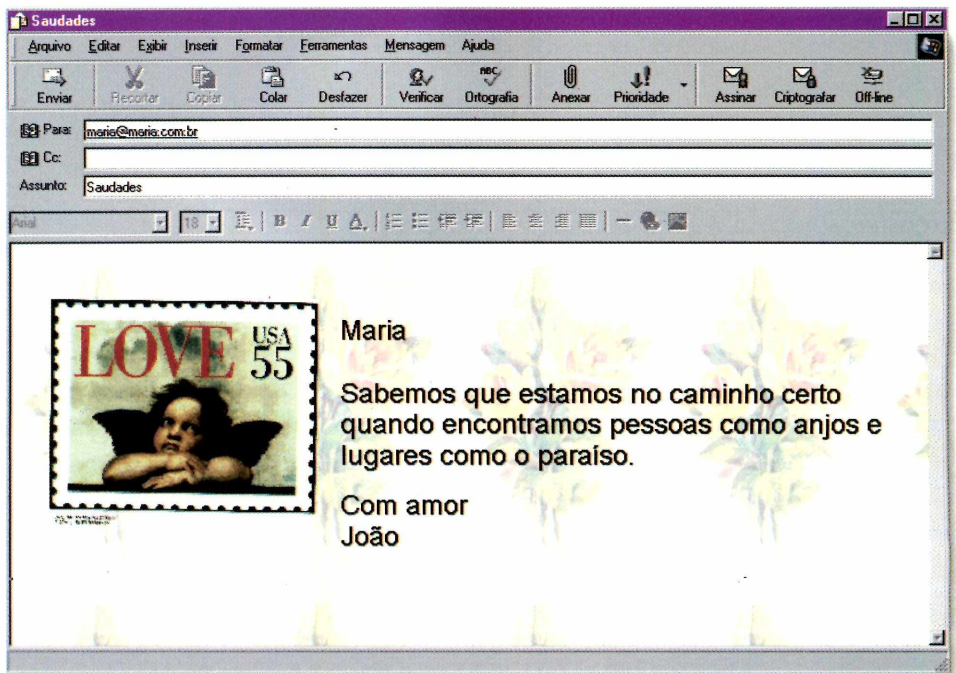 Saudades
Arquivo Editar Exibir Inserir Formatar Ferramentas Mensagem Ajuda
Enviar Recortar Copiar Colar Desfazer Verificar Ortografia Anexar Prioridade Assinar Criptografar Off-line
Para: maria@maria.com.br
Cc:
Assunto: Saudades
Arial 18
LOVE USA
55
Maria
Sabemos que estamos no caminho certo
quando encontramos pessoas como anjos e
lugares como o paraíso.
Com amor
João